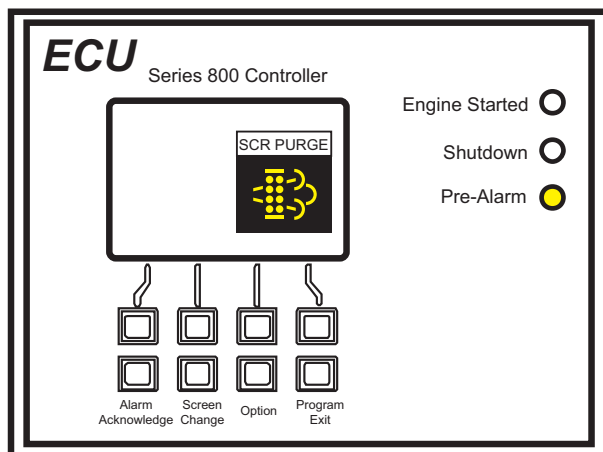 ECU
Series 800 Controller
Engine Started
Shutdown
Pre-Alarm
SCR PURGE
Alarm
Acknowledge
Screen
Change
Option
Program
Exit